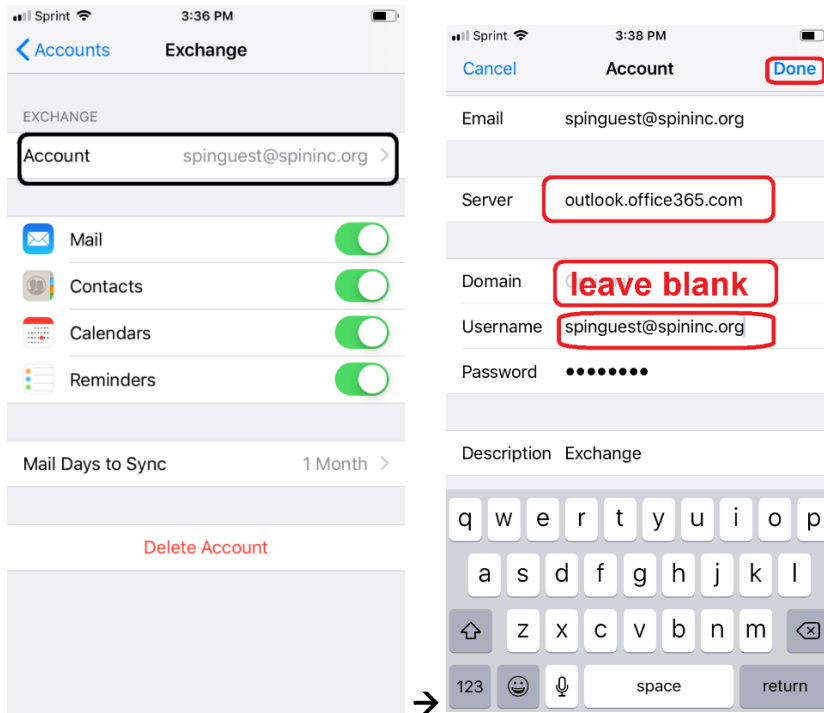 Sprint 3:36 PM
Accounts Exchange
EXCHANGE
Account spinguest@spininc.org
Mail
Contacts
Calendars
Reminders
Mail Days to Sync 1 Month
Delete Account
→
Sprint 3:38 PM
Cancel Account Done
Email spinguest@spininc.org
Server outlook.office365.com
Domain leave blank
Username spinguest@spininc.org
Password ••••••••
Description Exchange
q w e r t y u i o p
a s d f g h j k l
z x c v b n m
123 space return